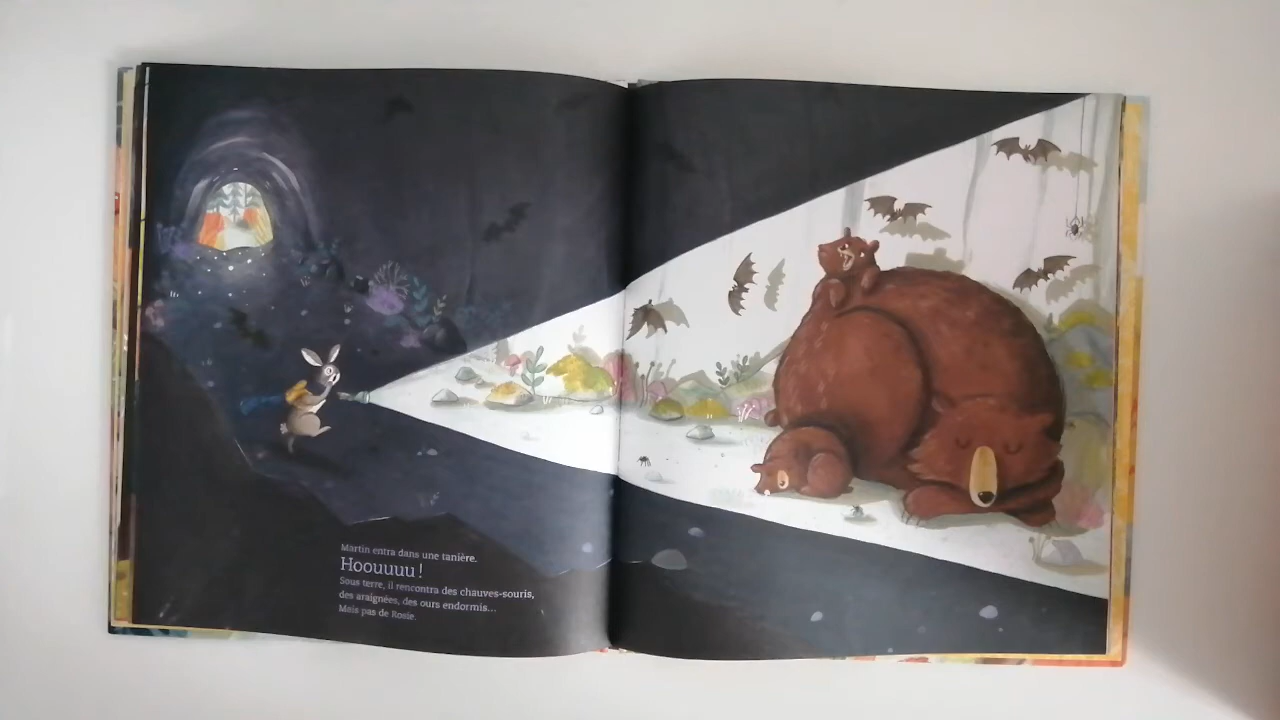 Martin entra dans une tanière.
Hoouuuu !
Sous terre, il rencontra des chauves-souris,
des araignées, des ours endormis...
Mais pas de Rosie.